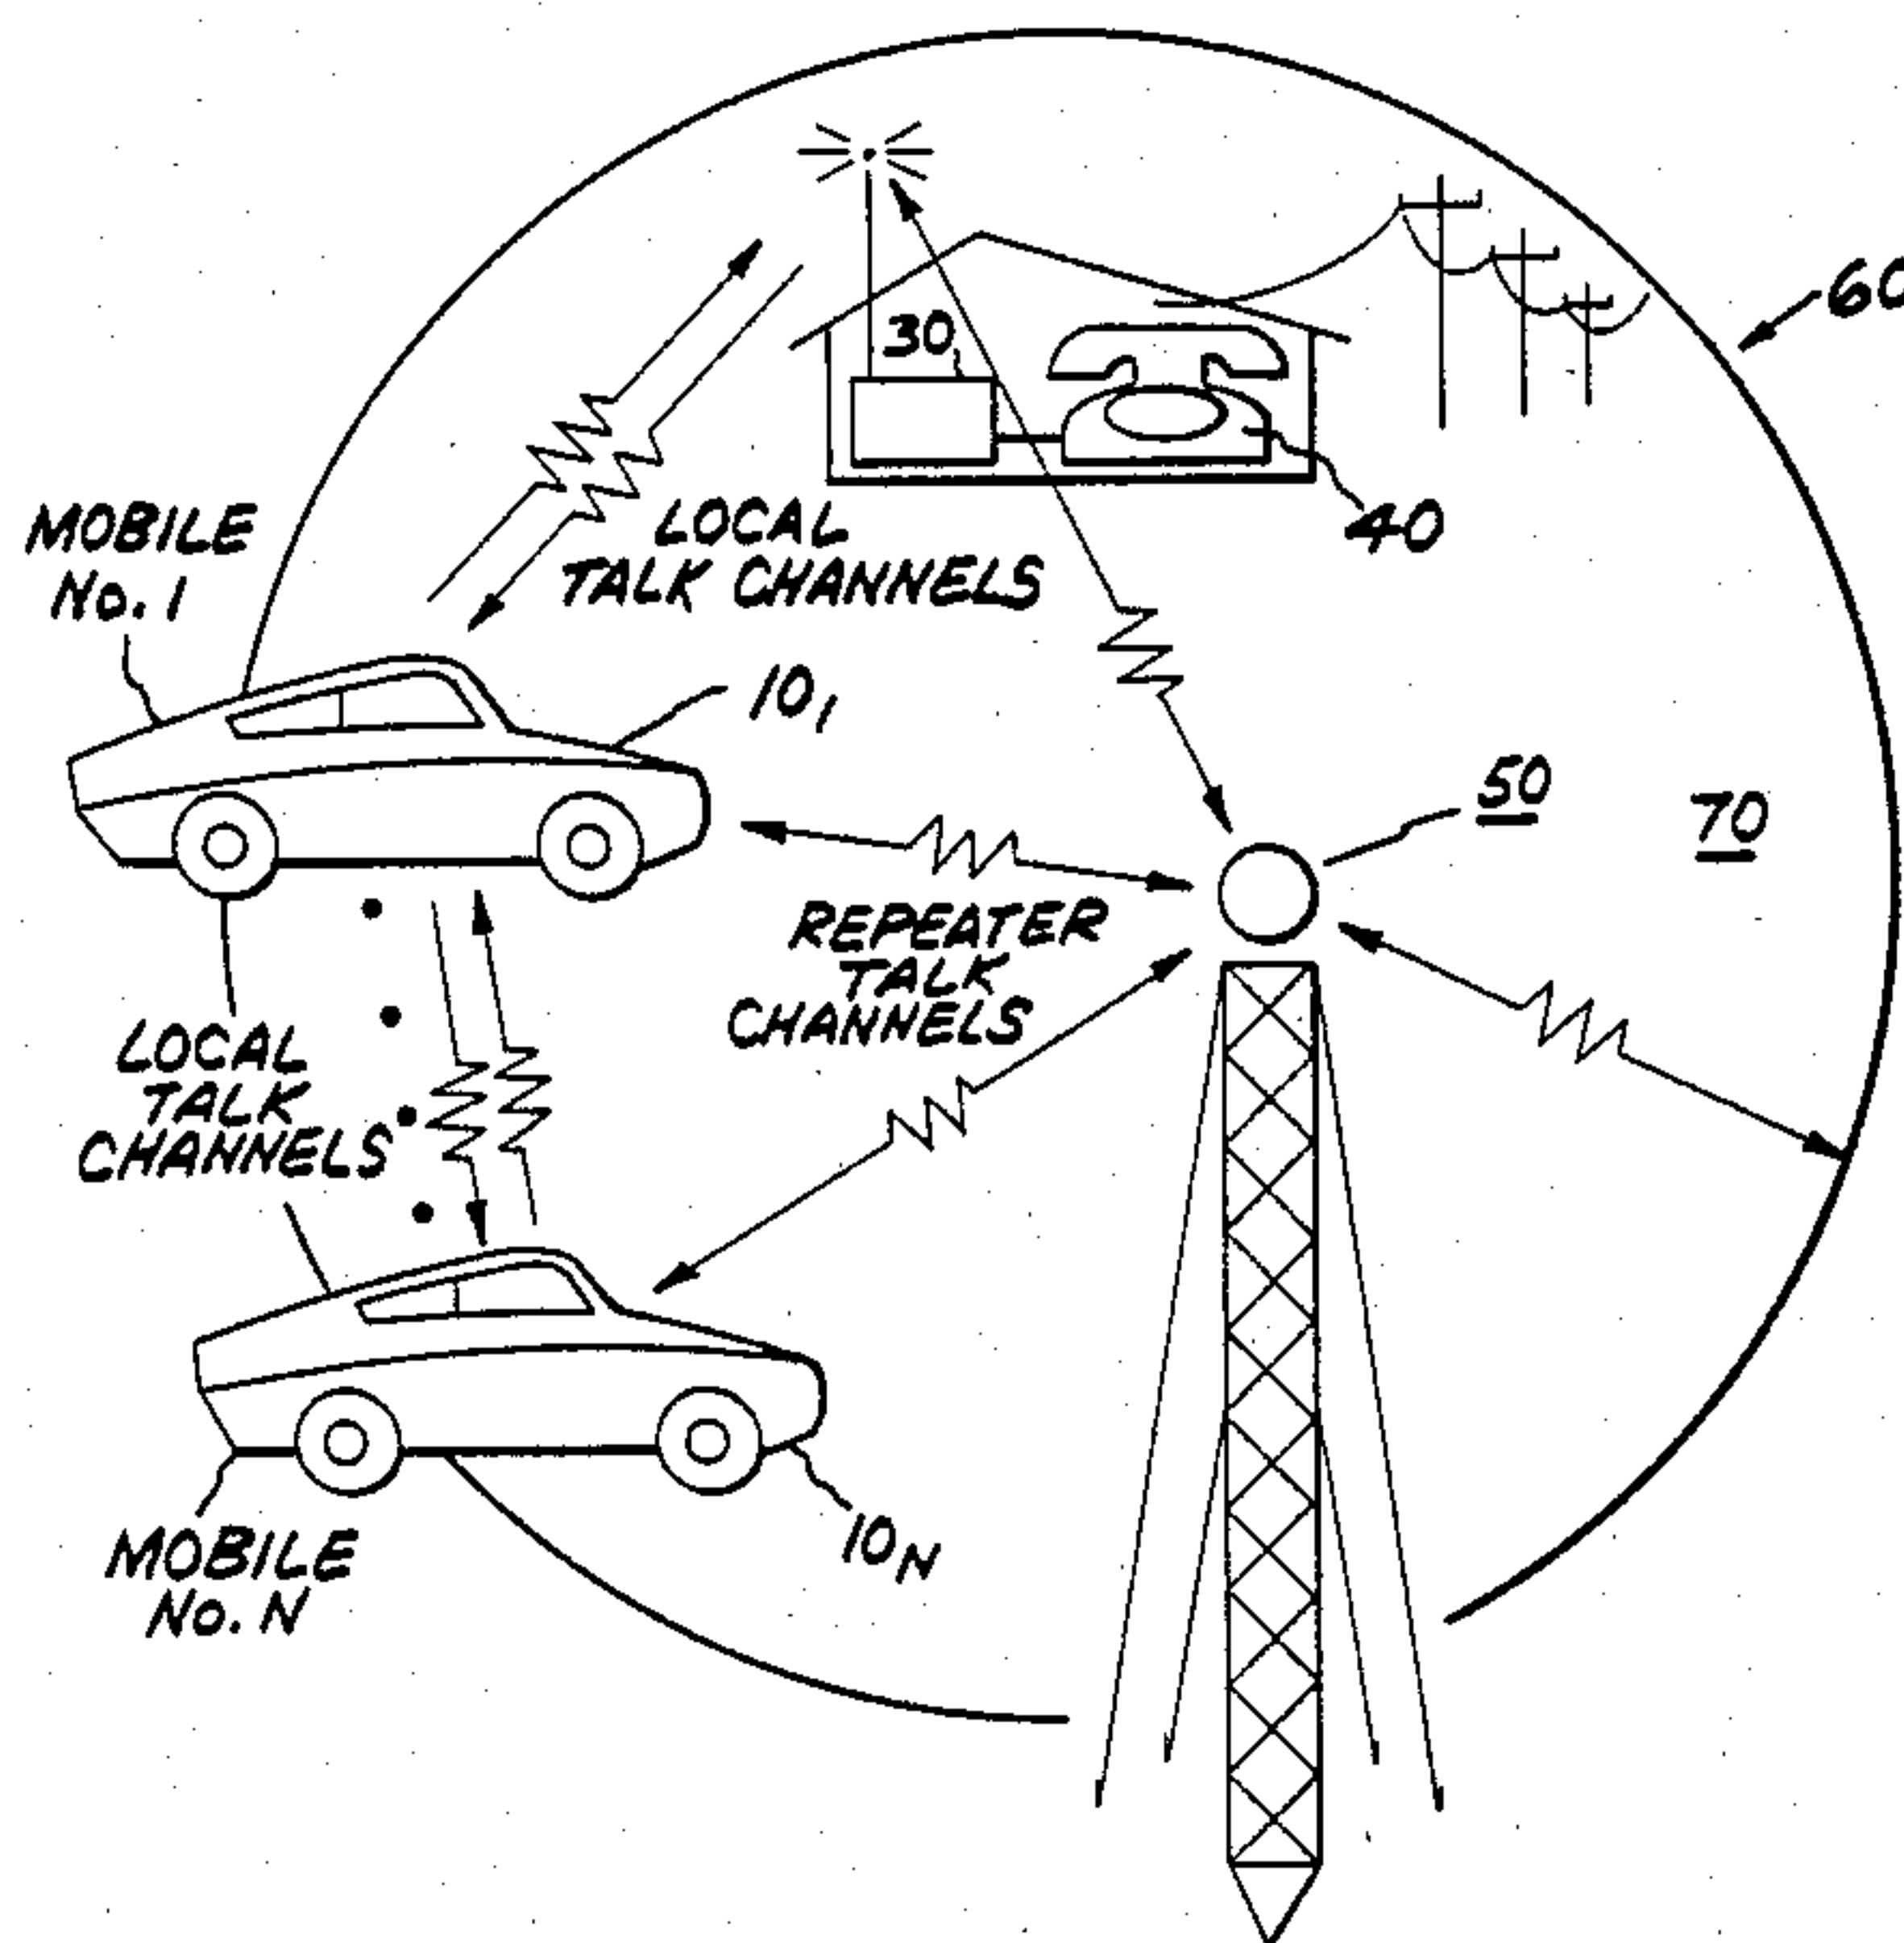 60
30
MOBILE
No. 1
LOCAL
TALK CHANNELS
40
10₁
50
70
REPEATER
TALK
CHANNELS
LOCAL
TALK
CHANNELS
10N
MOBILE
No. N